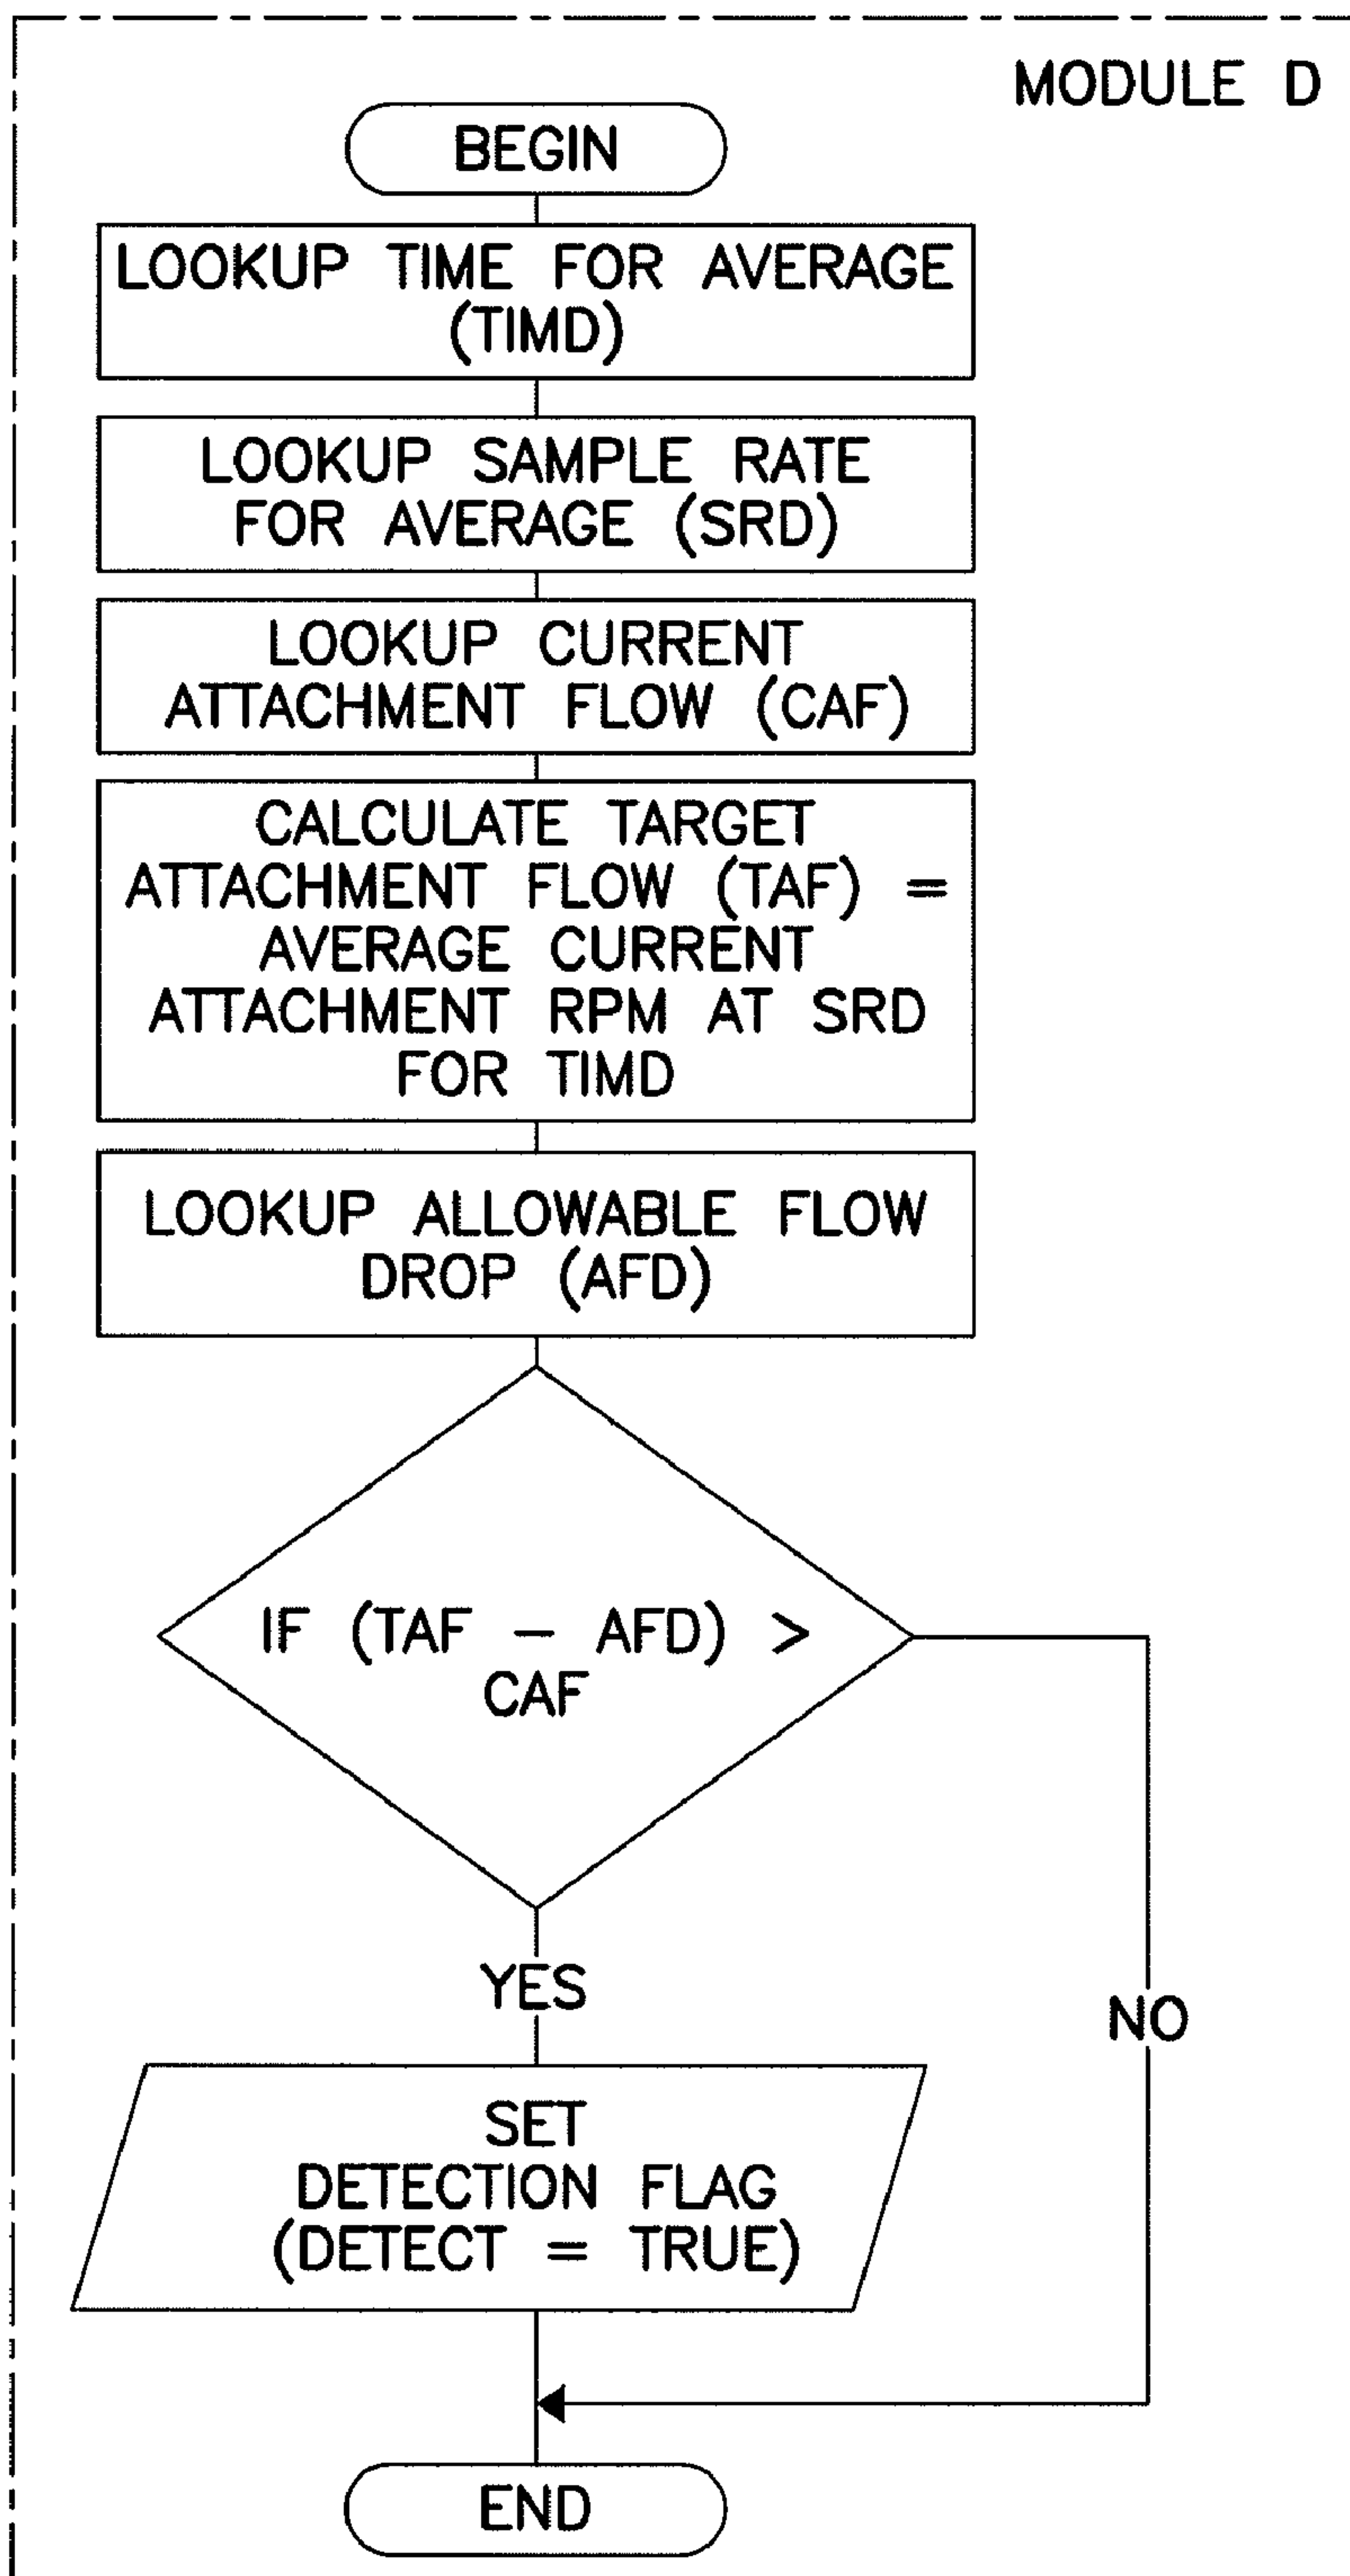 MODULE D
BEGIN
LOOKUP TIME FOR AVERAGE
(TIMD)
LOOKUP SAMPLE RATE
FOR AVERAGE (SRD)
LOOKUP CURRENT
ATTACHMENT FLOW (CAF)
CALCULATE TARGET
ATTACHMENT FLOW (TAF) =
AVERAGE CURRENT
ATTACHMENT RPM AT SRD
FOR TIMD
LOOKUP ALLOWABLE FLOW
DROP (AFD)
IF (TAF – AFD) >
CAF
YES
NO
SET
DETECTION FLAG
(DETECT = TRUE)
END